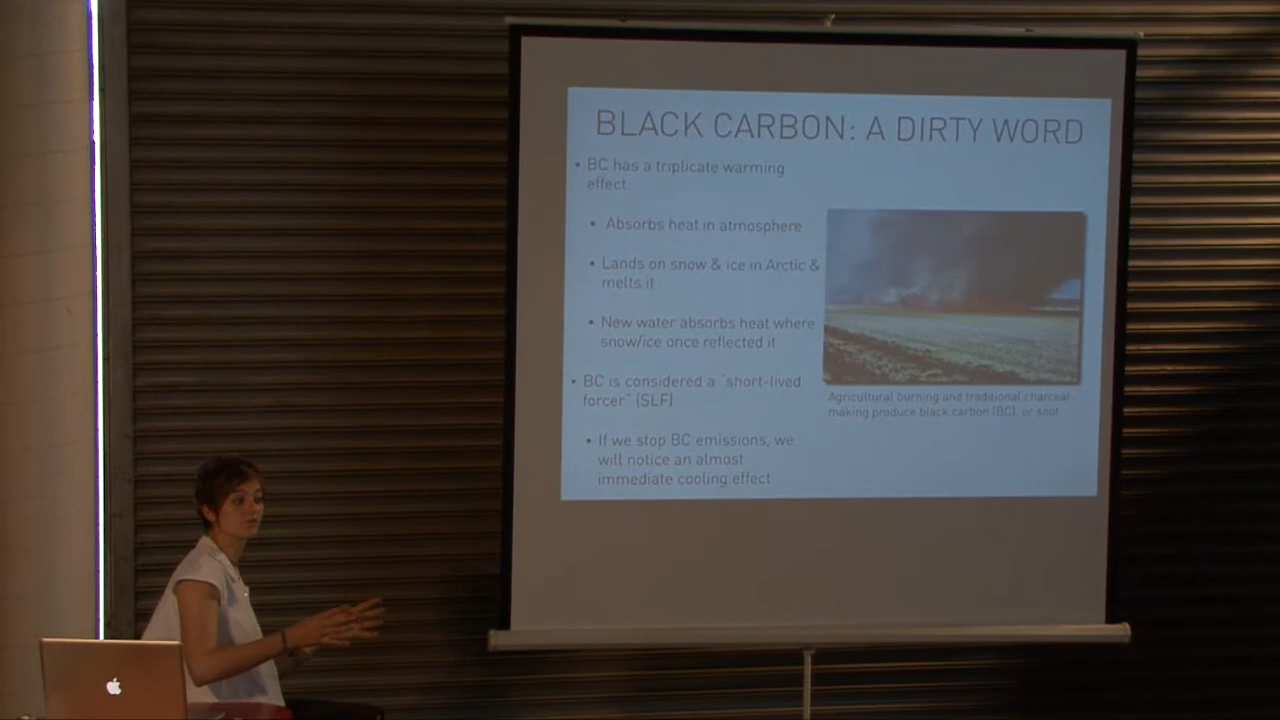 BLACK CARBON: A DIRTY WORD
• BC has a triplicate warming
effect:
• Absorbs heat in atmosphere
• Lands on snow & ice in Arctic &
melts it
• New water absorbs heat where
snow/ice once reflected it
• BC is considered a "short-lived
forcer" (SLF)
• If we stop BC emissions, we
will notice an almost
immediate cooling effect
Agricultural burning and traditional charcoal-
making produce black carbon (BC), or soot